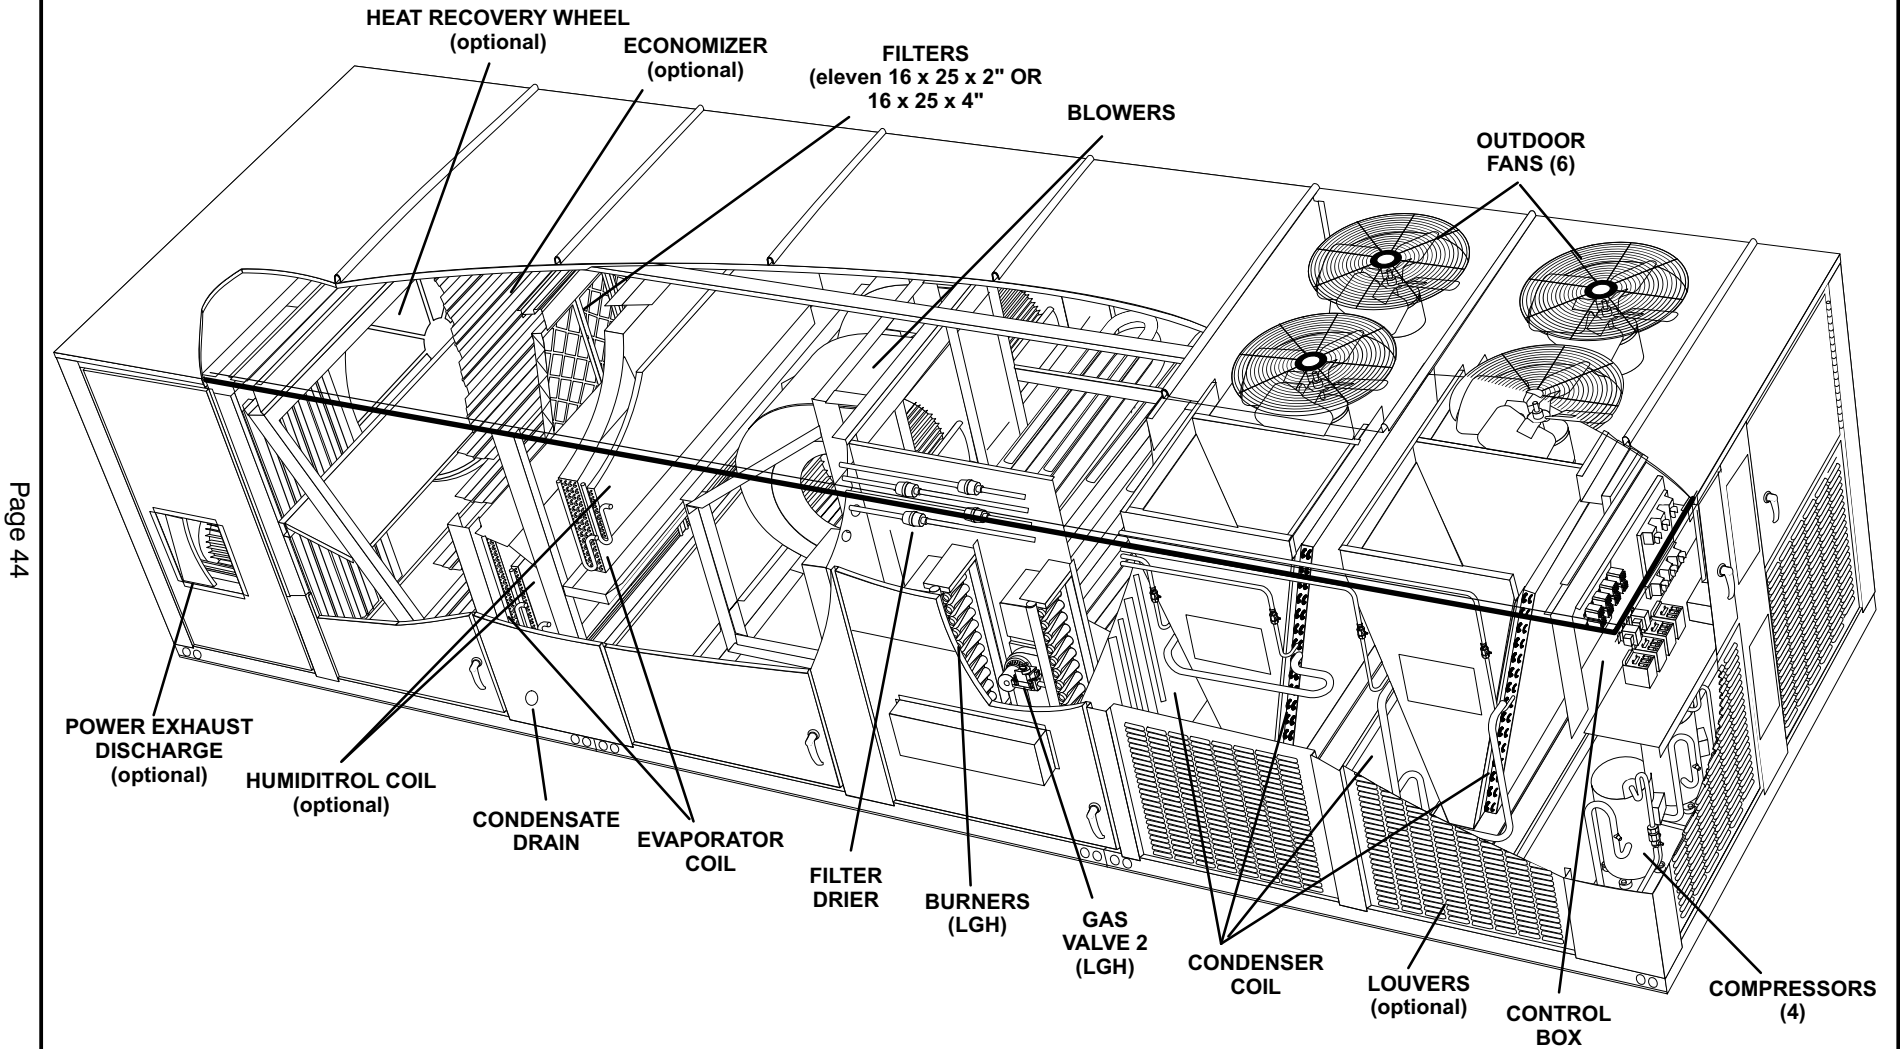 HEAT RECOVERY WHEEL
(optional)
ECONOMIZER
(optional)
FILTERS
(eleven 16 x 25 x 2" OR
16 x 25 x 4"
BLOWERS
OUTDOOR
FANS (6)
Page 44
POWER EXHAUST
DISCHARGE
(optional)
HUMIDITROL COIL
(optional)
CONDENSATE
DRAIN
EVAPORATOR
COIL
FILTER
DRIER
BURNERS
(LGH)
GAS
VALVE 2
(LGH)
CONDENSER
COIL
LOUVERS
(optional)
CONTROL
BOX
COMPRESSORS
(4)